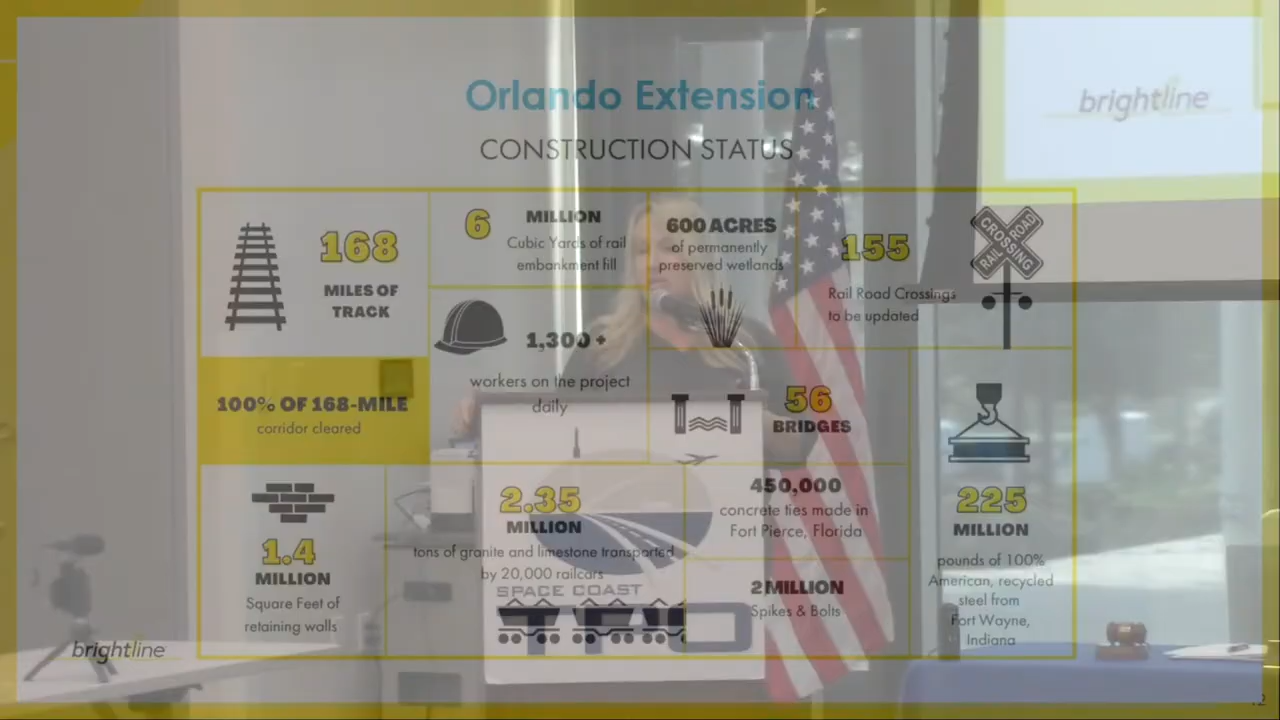 brightline
Orlando Extension
CONSTRUCTION STATUS
168
MILES OF
TRACK
6
MILLION
Cubic Yards of rail
embankment fill
600 ACRES
of permanently
preserved wetlands
155
Rail Road Crossings
to be updated
RAIL ROAD
CROSSING
1,300 +
workers on the project
daily
100% OF 168-MILE
corridor cleared
56
BRIDGES
1.4
MILLION
Square Feet of
retaining walls
2.35
MILLION
tons of granite and limestone transported
by 20,000 railcars
450,000
concrete ties made in
Fort Pierce, Florida
2 MILLION
Spikes & Bolts
225
MILLION
pounds of 100%
American, recycled
steel from
Fort Wayne,
Indiana
SPACE COAST
TPO
brightline
12